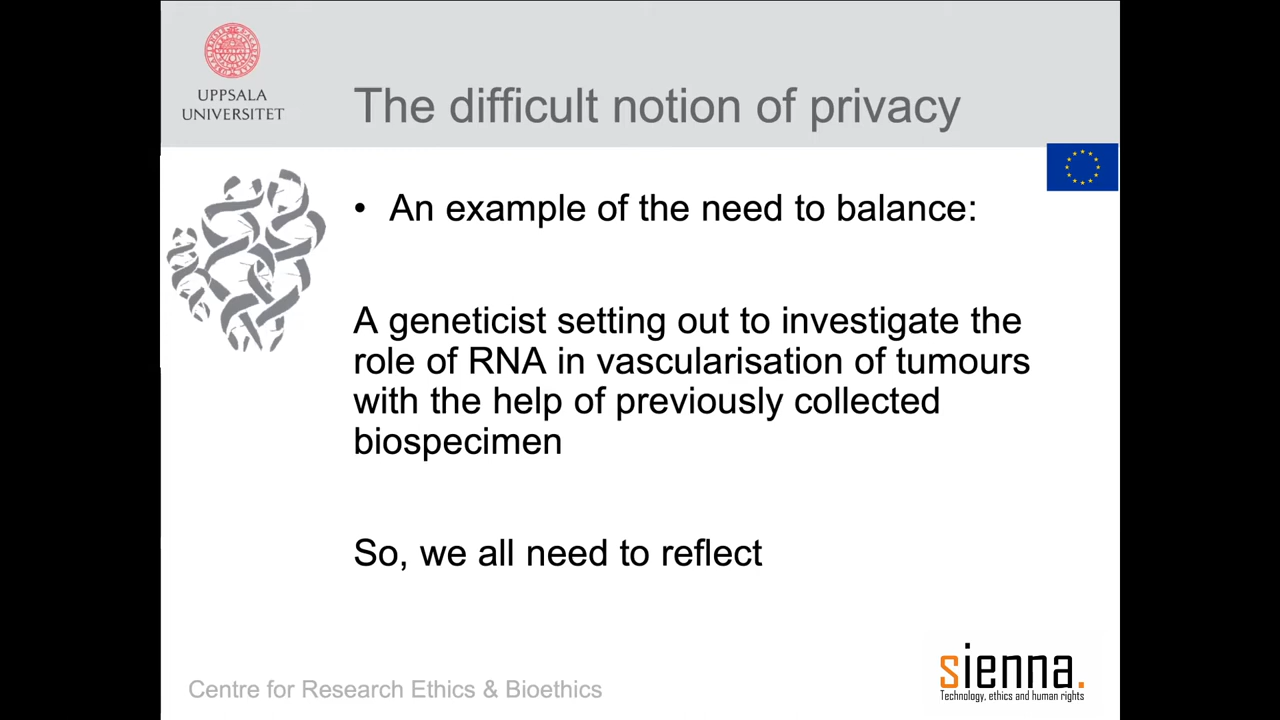 UPPSALA
UNIVERSITET
The difficult notion of privacy
• An example of the need to balance:
A geneticist setting out to investigate the
role of RNA in vascularisation of tumours
with the help of previously collected
biospecimen
So, we all need to reflect
Centre for Research Ethics & Bioethics
sienna.
Technology, ethics and human rights